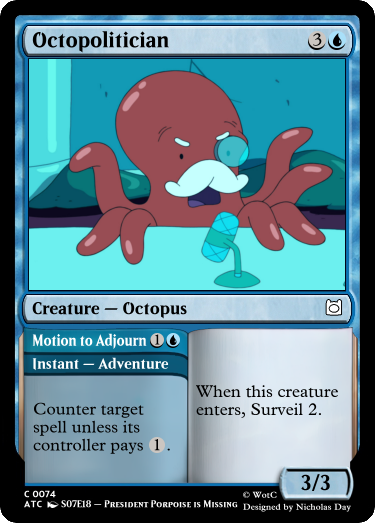 Octopolitician 3
Creature — Octopus
Motion to Adjourn 1
Instant — Adventure
Counter target
spell unless its
controller pays 1.
When this creature
enters, Surveil 2.
3/3
C 0074
ATC S07E18 – President Porpoise is Missing
© WotC
Designed by Nicholas Day